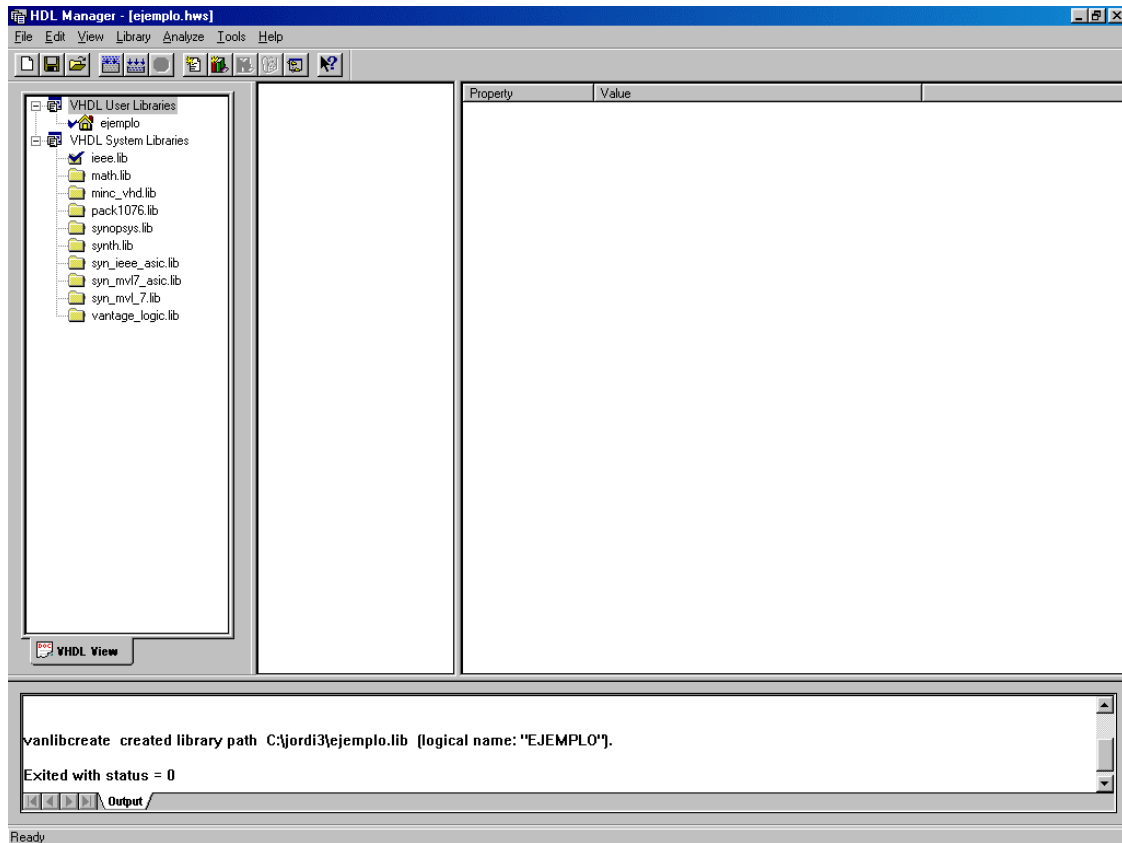 HDL Manager - [ejemplo.hws]
File Edit View Library Analyze Tools Help
Property Value
VHDL User Libraries
ejemplo
VHDL System Libraries
ieee.lib
math.lib
minc_vhd.lib
pack1076.lib
synopsys.lib
synth.lib
syn_ieee_asic.lib
syn_mvl7_asic.lib
syn_mvl_7.lib
vantage_logic.lib
VHDL View
vanlibcreate created library path C:\jordi3\ejemplo.lib (logical name: "EJEMPLO").
Exited with status = 0
Output
Ready